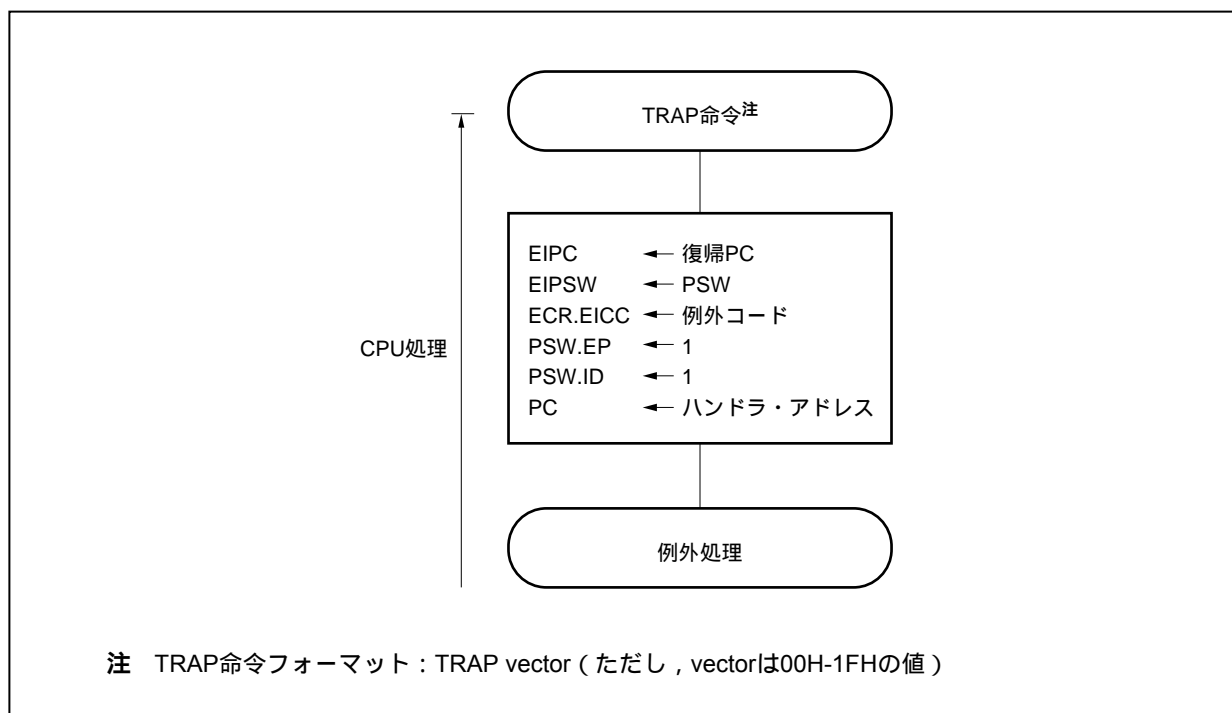 TRAP命令注
EIPC ← 復帰PC
EIPSW ← PSW
ECR.EICC ← 例外コード
PSW.EP ← 1
PSW.ID ← 1
PC ← ハンドラ・アドレス
CPU処理
例外処理
注 TRAP命令フォーマット：TRAP vector（ただし，vectorは00H-1FHの値）